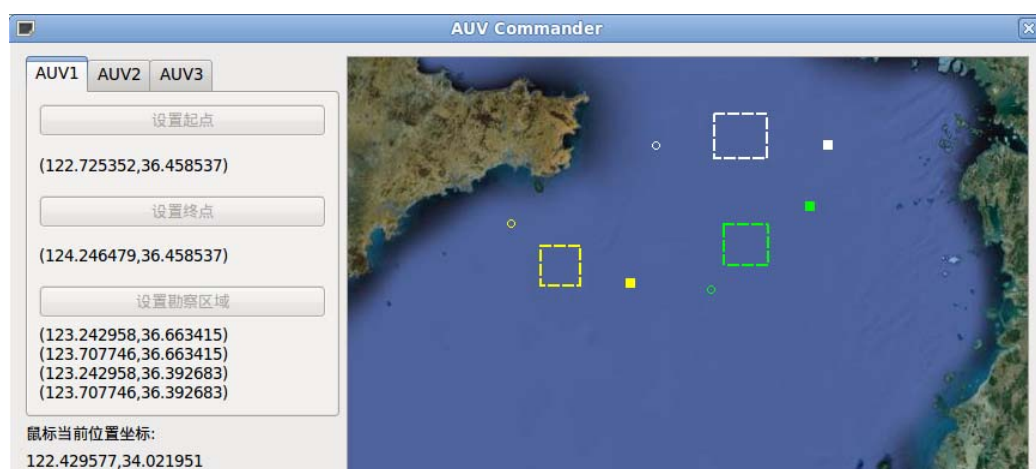 AUV Commander
AUV1 AUV2 AUV3
设置起点
(122.725352,36.458537)
设置终点
(124.246479,36.458537)
设置勘察区域
(123.242958,36.663415)
(123.707746,36.663415)
(123.242958,36.392683)
(123.707746,36.392683)
鼠标当前位置坐标:
122.429577,34.021951